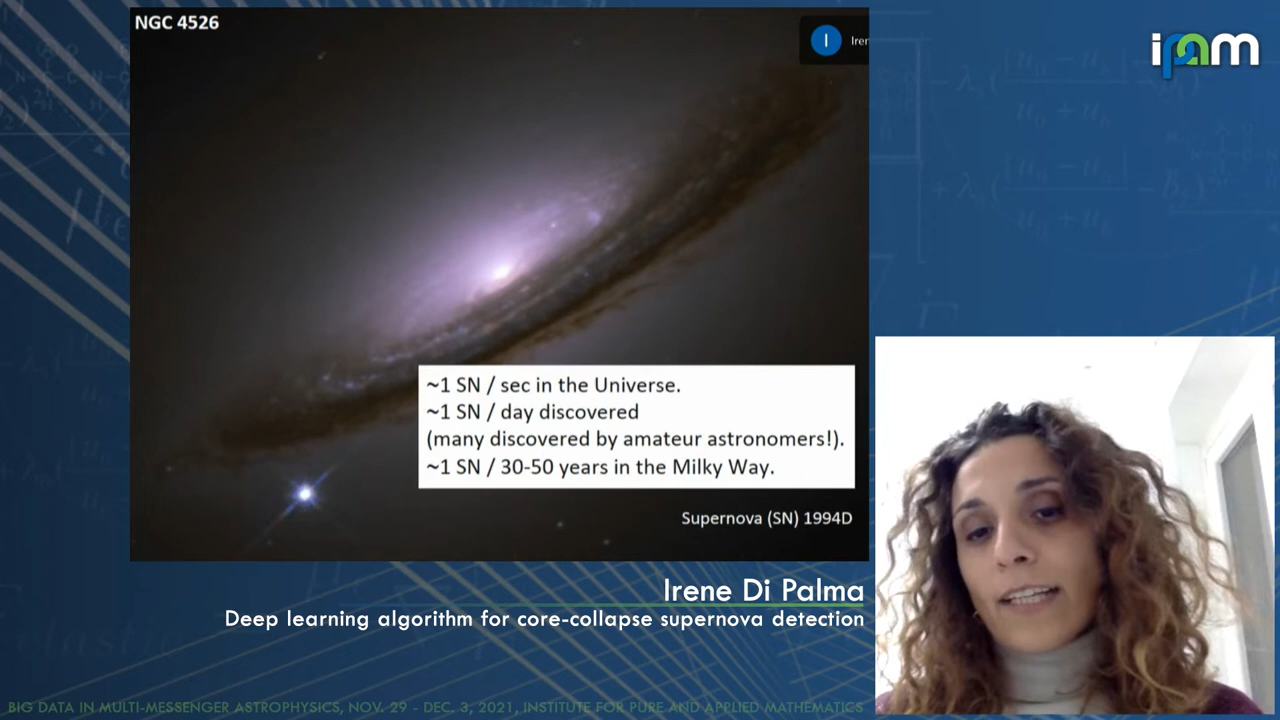 NGC 4526
I
Iren
ipam
~1 SN / sec in the Universe.
~1 SN / day discovered
(many discovered by amateur astronomers!).
~1 SN / 30-50 years in the Milky Way.
Supernova (SN) 1994D
Irene Di Palma
Deep learning algorithm for core-collapse supernova detection
BIG DATA IN MULTI-MESSENGER ASTROPHYSICS, NOV. 29 - DEC. 3, 2021, INSTITUTE FOR PURE AND APPLIED MATHEMATICS